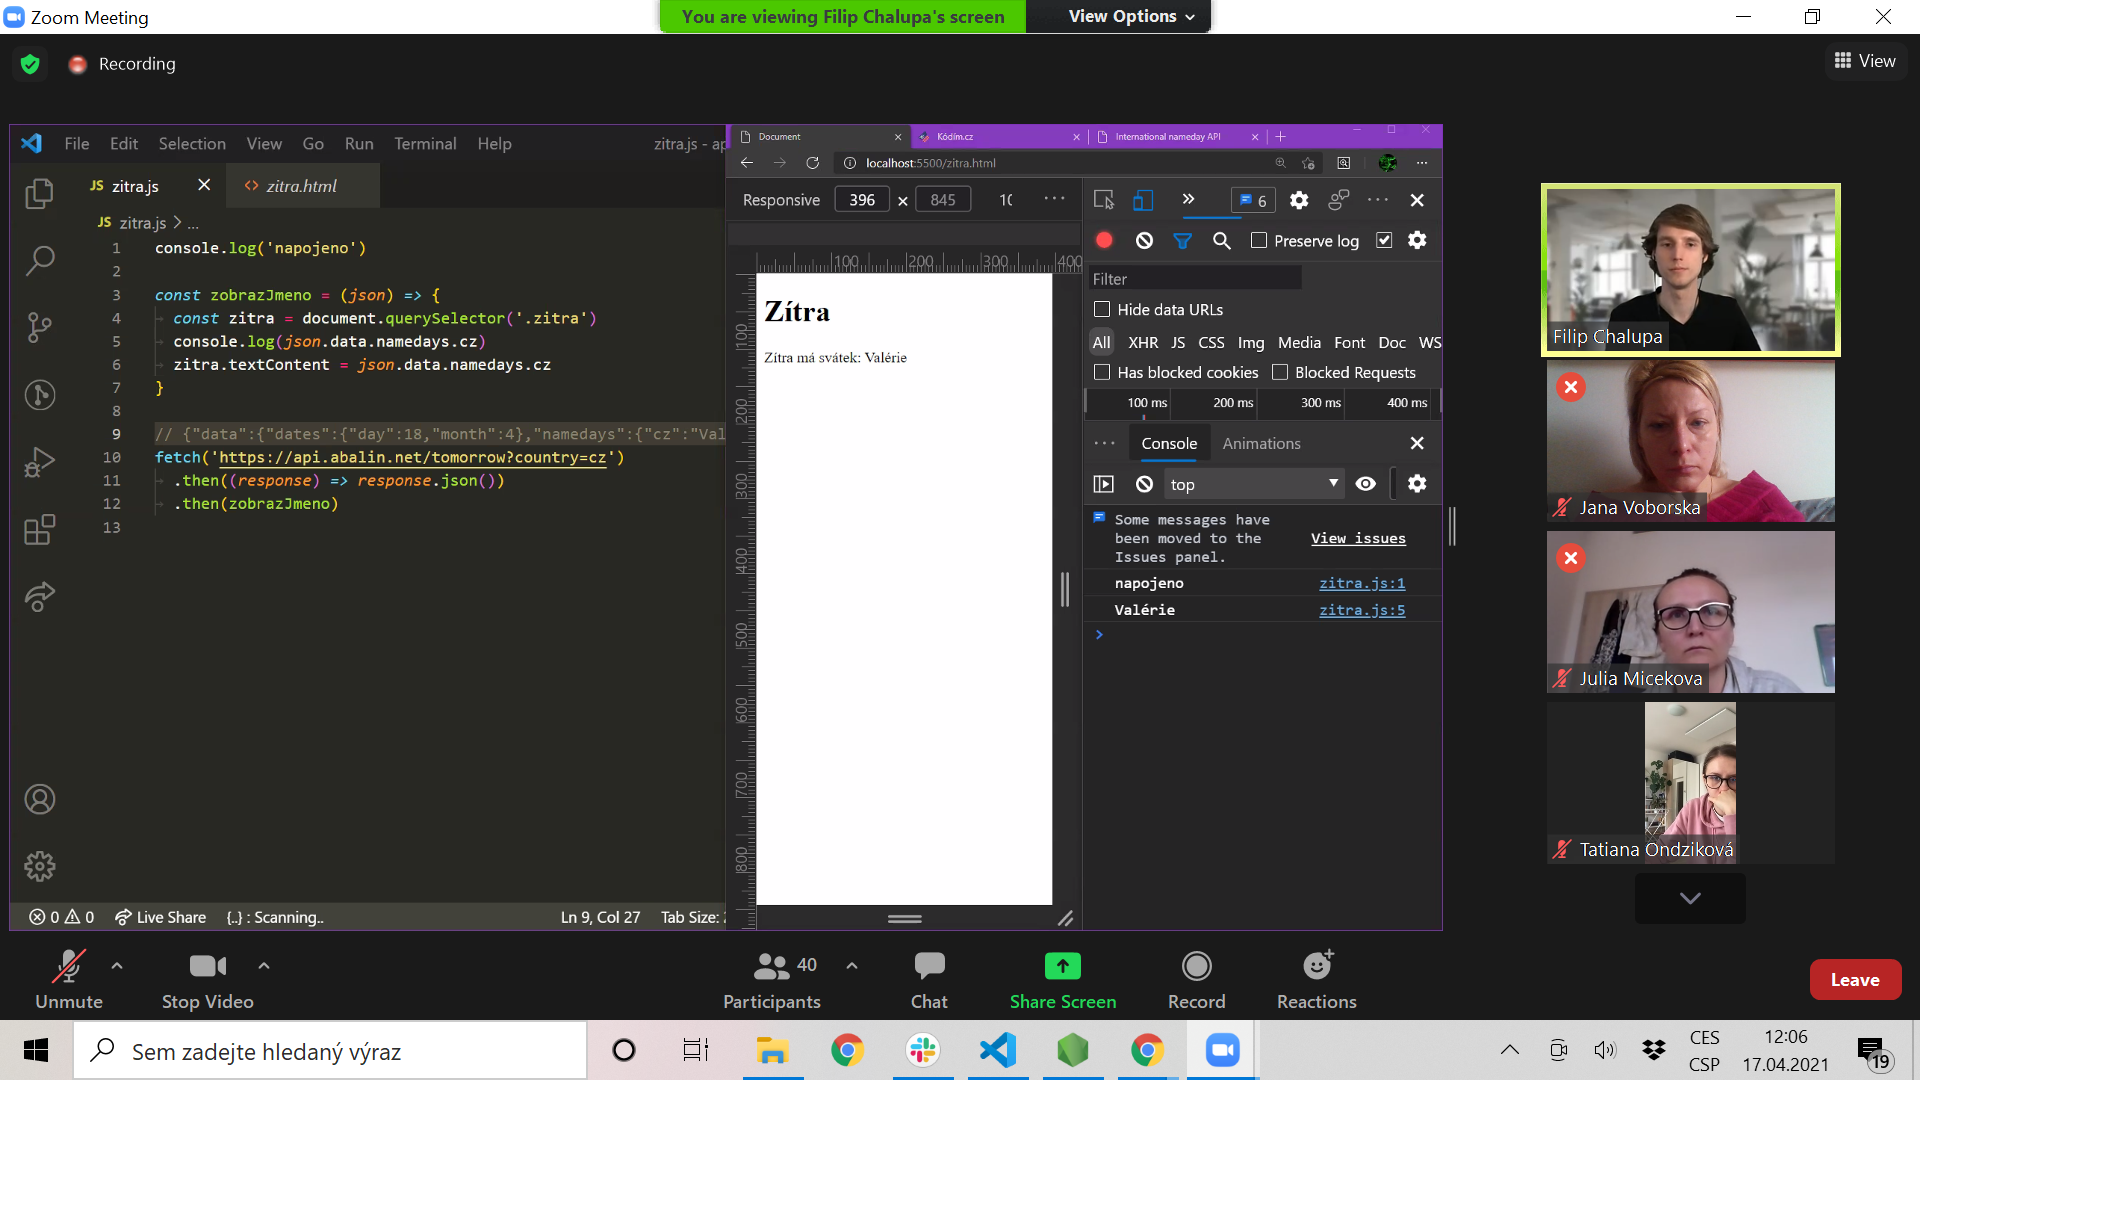 Zoom Meeting
You are viewing Filip Chalupa's screen View Options
Recording
View
File Edit Selection View Go Run Terminal Help zitra.js - ap
JS zitra.js
<> zitra.html
JS zitra.js > ...
1 console.log('napojeno')
2
3 const zobrazJmeno = (json) => {
4 const zitra = document.querySelector('.zitra')
5 console.log(json.data.namedays.cz)
6 zitra.textContent = json.data.namedays.cz
7 }
8
9 // {"data":{"dates":{"day":18,"month":4},"namedays":{"cz":"Val
10 fetch('https://api.abalin.net/tomorrow?country=cz')
11 .then((response) => response.json())
12 .then(zobrazJmeno)
13
0 0 Live Share {..} : Scanning.. Ln 9, Col 27 Tab Size:
Document Kódím.cz International nameday API
localhost:5500/zitra.html
Responsive 396 × 845
100 200 300 400
100
200
300
400
500
600
700
800
Zítra
Zítra má svátek: Valérie
6
Preserve log
Filter
Hide data URLs
All XHR JS CSS Img Media Font Doc WS
Has blocked cookies Blocked Requests
100 ms 200 ms 300 ms 400 ms
Console Animations
top
Some messages have
been moved to the
Issues panel.
View issues
napojeno zitra.js:1
Valérie zitra.js:5
>
Filip Chalupa
Jana Voborska
Julia Micekova
Tatiana Ondziková
Unmute
Stop Video
40
Participants
Chat
Share Screen
Record
Reactions
Leave
Sem zadejte hledaný výraz
CES
CSP
12:06
17.04.2021
19